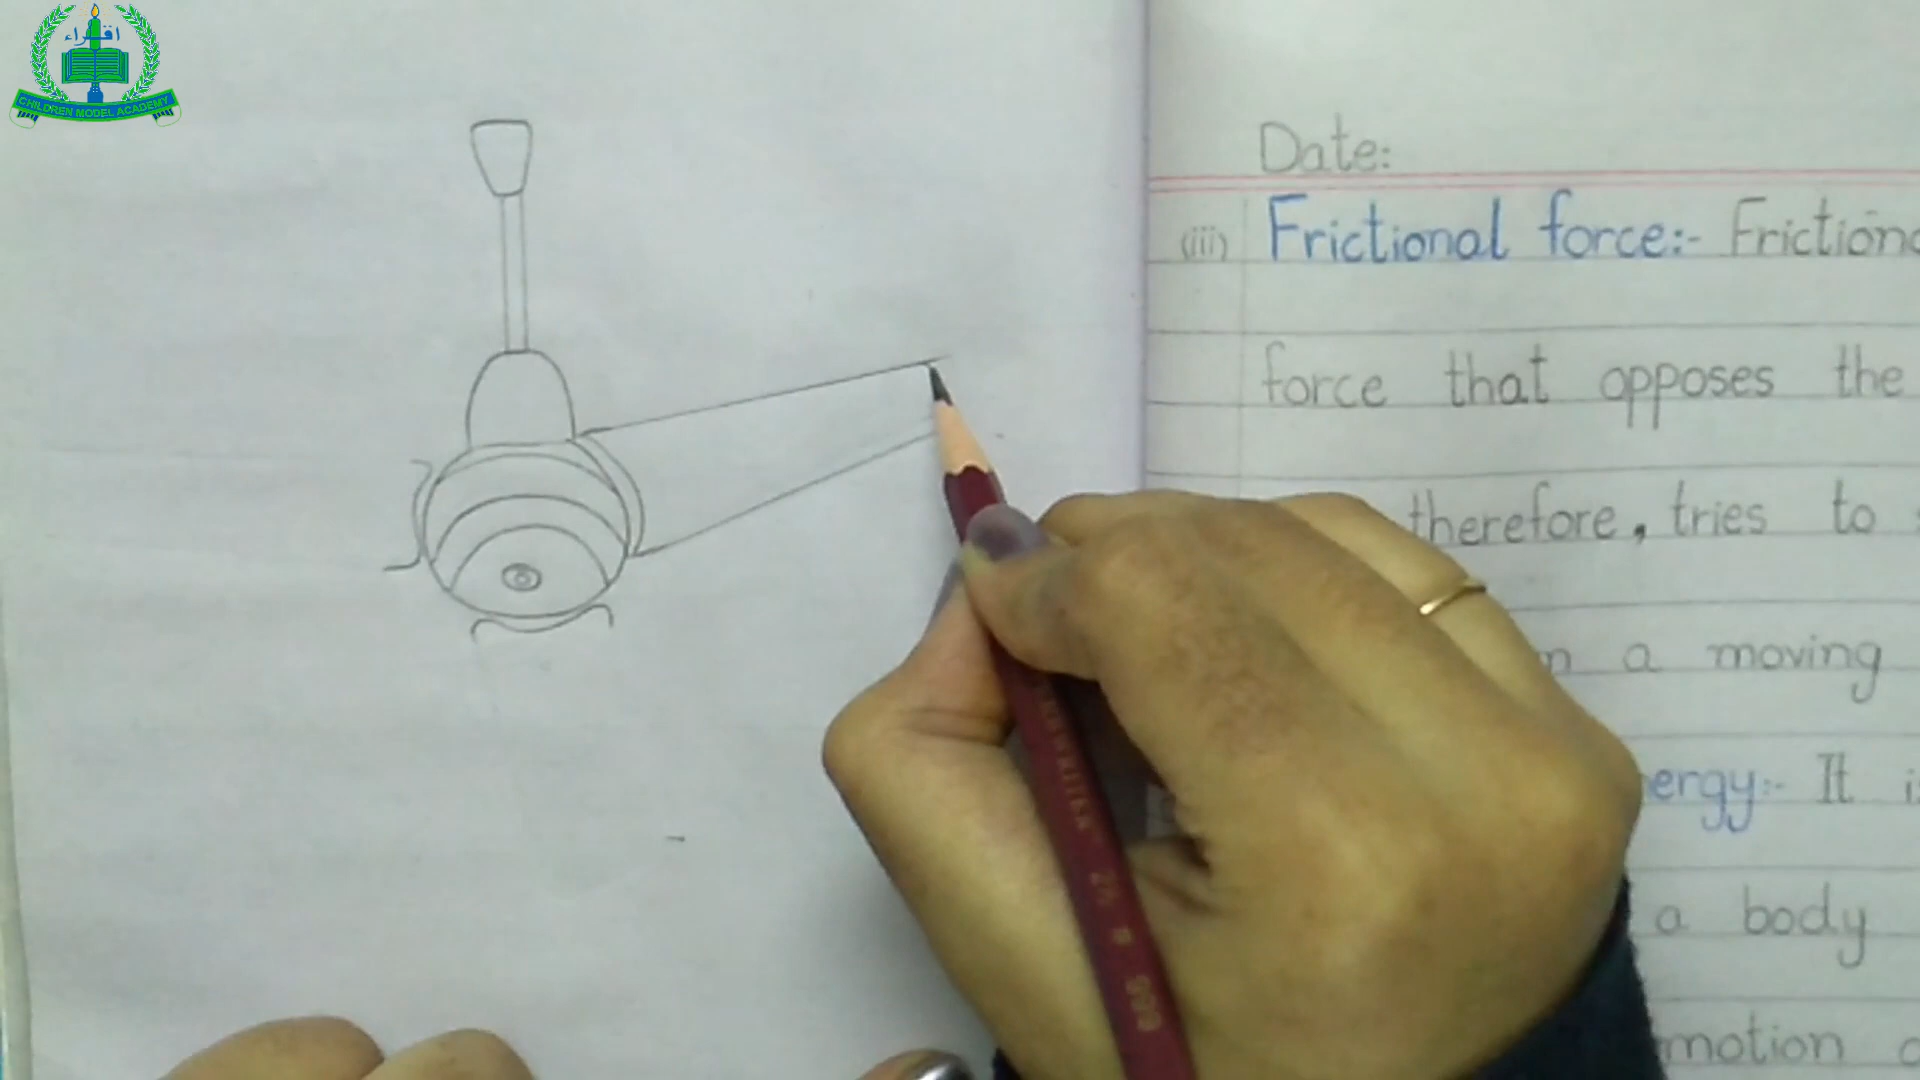 اقراء
CHILDREN MODEL ACADEMY
Date:
(iii) Frictional force:- Friction
force that opposes the
therefore, tries to
a moving
ergy:- It
a body
motion